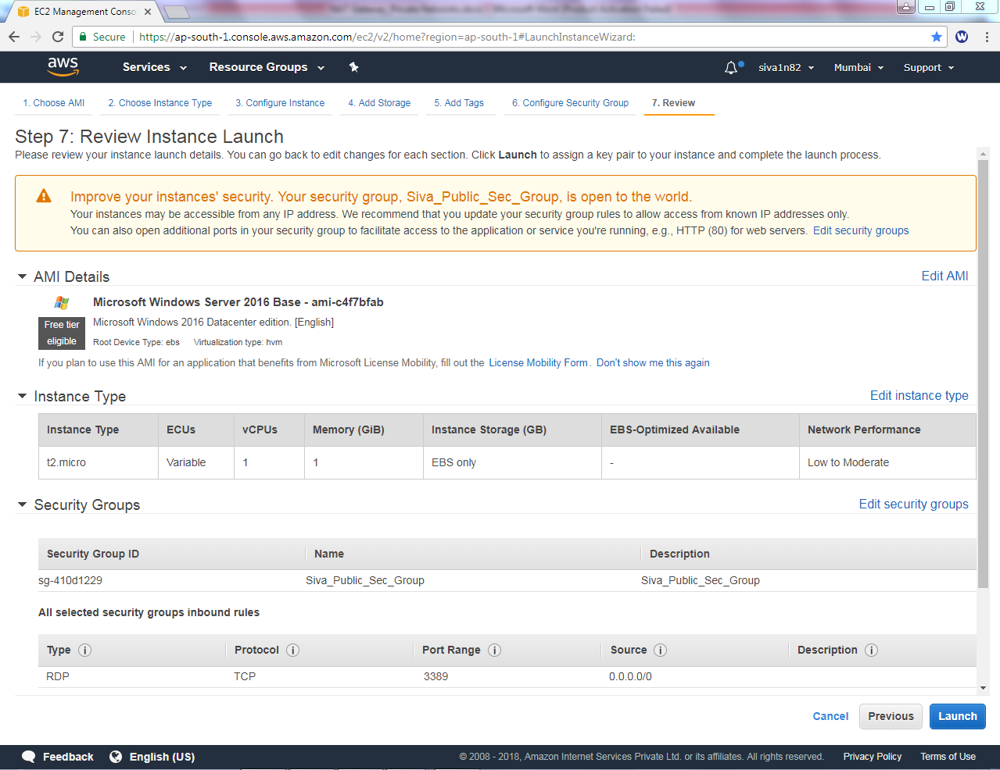 EC2 Management Conso
Secure https://ap-south-1.console.aws.amazon.com/ec2/v2/home?region=ap-south-1#LaunchInstanceWizard:
aws Services Resource Groups siva1n82 Mumbai Support
1. Choose AMI 2. Choose Instance Type 3. Configure Instance 4. Add Storage 5. Add Tags 6. Configure Security Group 7. Review
Step 7: Review Instance Launch
Please review your instance launch details. You can go back to edit changes for each section. Click Launch to assign a key pair to your instance and complete the launch process.
Improve your instances' security. Your security group, Siva_Public_Sec_Group, is open to the world.
Your instances may be accessible from any IP address. We recommend that you update your security group rules to allow access from known IP addresses only.
You can also open additional ports in your security group to facilitate access to the application or service you're running, e.g., HTTP (80) for web servers. Edit security groups
AMI Details Edit AMI
Microsoft Windows Server 2016 Base - ami-c4f7bfab
Free tier eligible
Microsoft Windows 2016 Datacenter edition. [English]
Root Device Type: ebs Virtualization type: hvm
If you plan to use this AMI for an application that benefits from Microsoft License Mobility, fill out the License Mobility Form. Don't show me this again
Instance Type Edit instance type
Instance Type ECUs vCPUs Memory (GiB) Instance Storage (GB) EBS-Optimized Available Network Performance
t2.micro Variable 1 1 EBS only - Low to Moderate
Security Groups Edit security groups
Security Group ID Name Description
sg-410d1229 Siva_Public_Sec_Group Siva_Public_Sec_Group
All selected security groups inbound rules
Type Protocol Port Range Source Description
RDP TCP 3389 0.0.0.0/0
Cancel Previous Launch
Feedback English (US) © 2008 - 2018, Amazon Internet Services Private Ltd. or its affiliates. All rights reserved. Privacy Policy Terms of Use